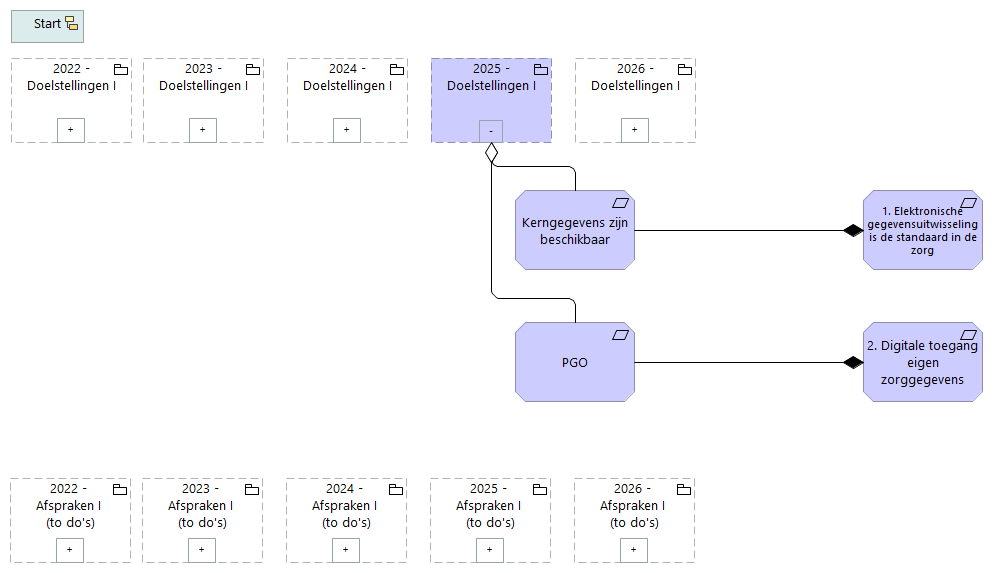 Start
2022 -
Doelstellingen I
+
2023 -
Doelstellingen I
+
2024 -
Doelstellingen I
+
2025 -
Doelstellingen I
-
2026 -
Doelstellingen I
+
Kerngegevens zijn
beschikbaar
1. Elektronische
gegevensuitwisseling
is de standaard in de
zorg
PGO
2. Digitale toegang
eigen
zorggegevens
2022 -
Afspraken I
(to do's)
+
2023 -
Afspraken I
(to do's)
+
2024 -
Afspraken I
(to do's)
+
2025 -
Afspraken I
(to do's)
+
2026 -
Afspraken I
(to do's)
+